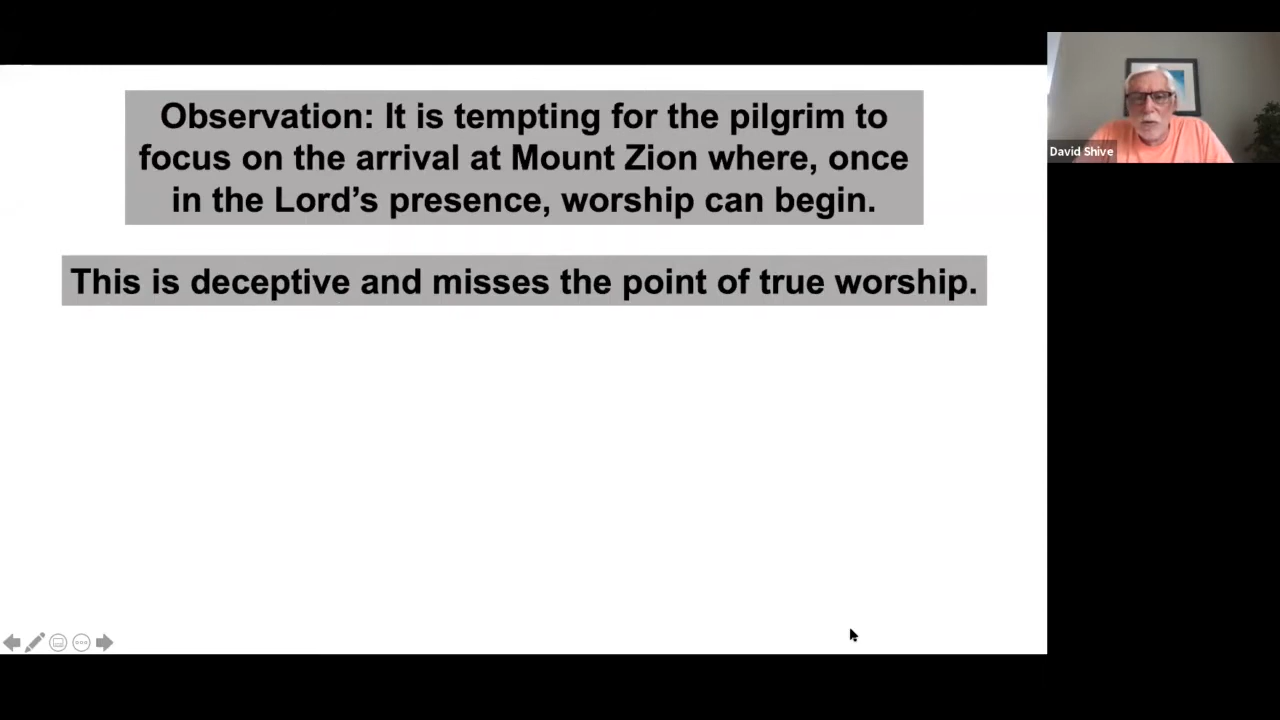 Observation: It is tempting for the pilgrim to
focus on the arrival at Mount Zion where, once
in the Lord’s presence, worship can begin.
This is deceptive and misses the point of true worship.
David Shive